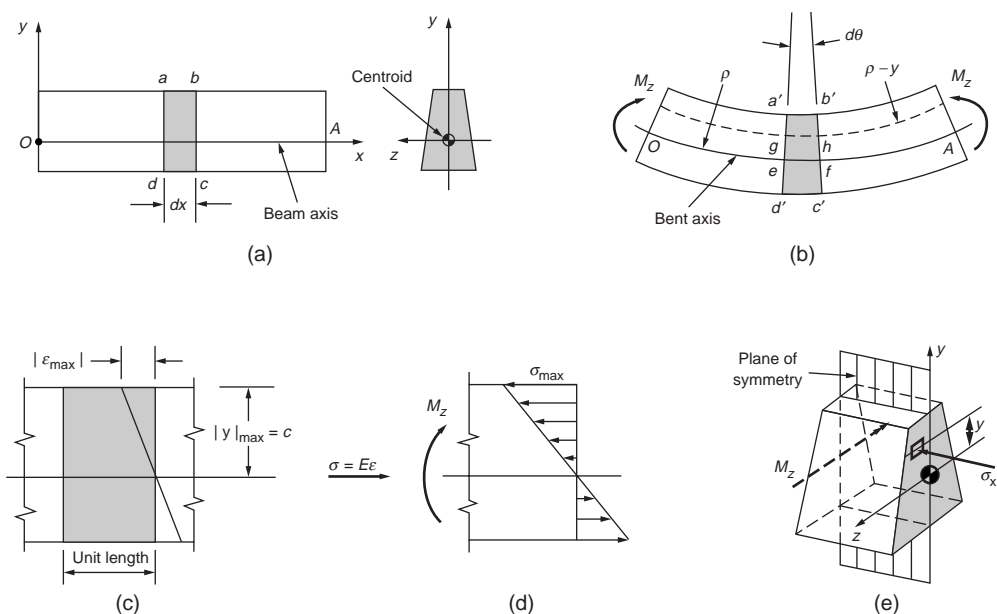 y
a
b
O
A
x
d
c
dx
Beam axis
(a)
y
Centroid
z
dθ
ρ
ρ – y
M_z
M_z
a′
b′
O
g
h
A
e
f
d′
c′
Bent axis
(b)
| ε_max |
| y |_max = c
Unit length
(c)
σ = Eε
σ_max
M_z
(d)
y
Plane of
symmetry
y
M_z
σ_x
z
(e)